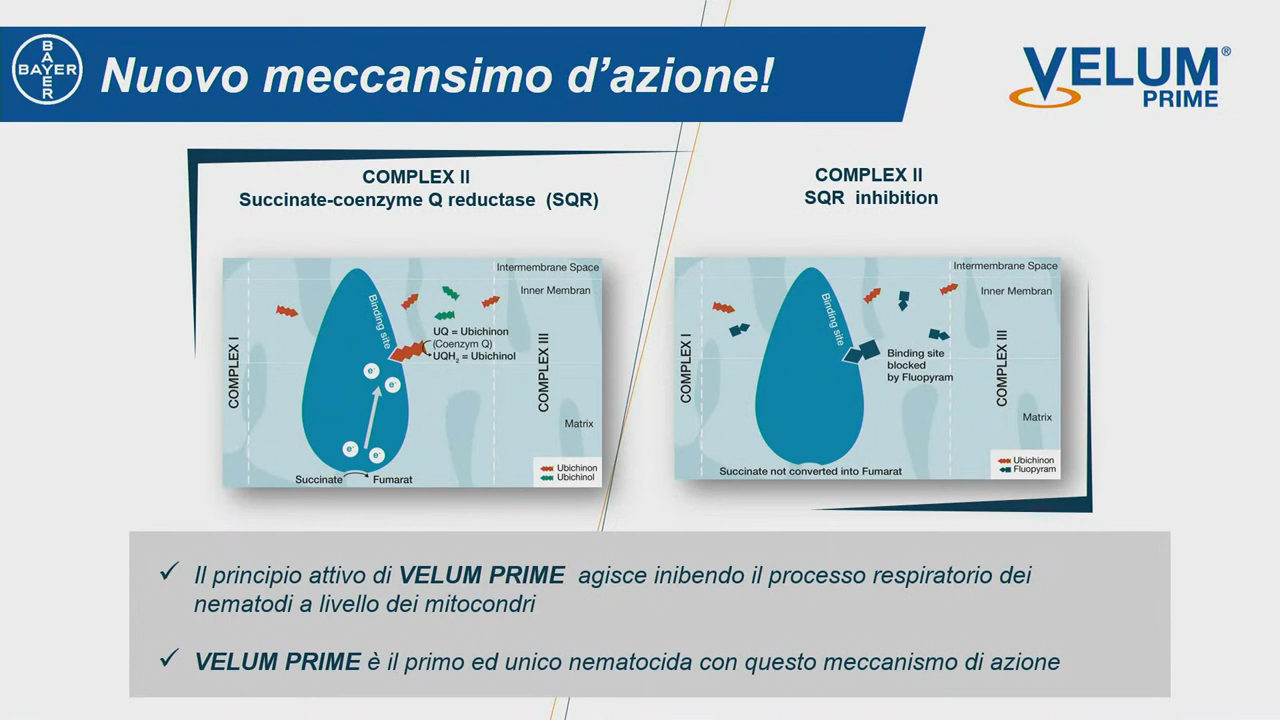 BAYER
BAYER
Nuovo meccansimo d'azione!
VELUM®
PRIME
COMPLEX II
Succinate-coenzyme Q reductase (SQR)
COMPLEX I
Binding site
Intermembrane Space
Inner Membran
UQ = Ubichinon
(Coenzym Q)
UQH₂ = Ubichinol
COMPLEX III
e⁻
e⁻
e⁻
e⁻
Matrix
Succinate
Fumarat
Ubichinon
Ubichinol
COMPLEX II
SQR inhibition
COMPLEX I
Binding site
Intermembrane Space
Inner Membran
Binding site
blocked
by Fluopyram
COMPLEX III
Matrix
Succinate not converted into Fumarat
Ubichinon
Fluopyram
✓ Il principio attivo di VELUM PRIME agisce inibendo il processo respiratorio dei
nematodi a livello dei mitocondri
✓ VELUM PRIME è il primo ed unico nematocida con questo meccanismo di azione